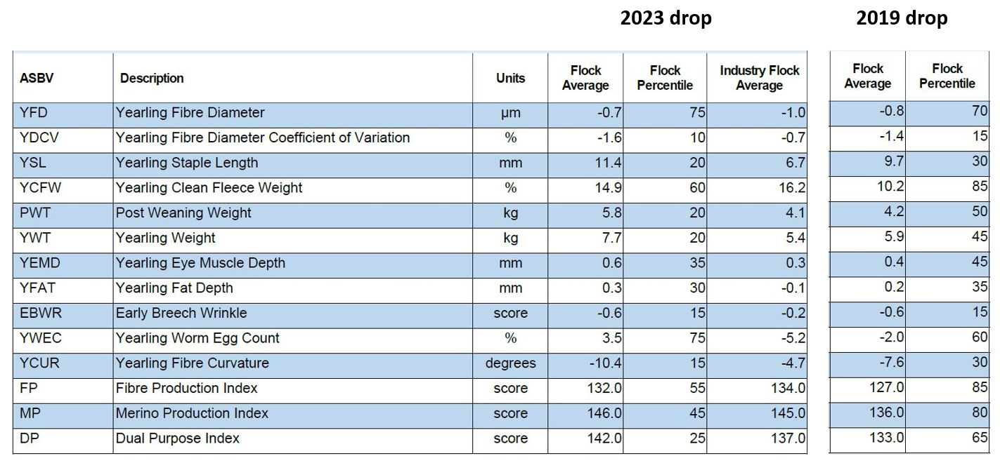 2023 drop 2019 drop
ASBV Description Units Flock Average Flock Percentile Industry Flock Average Flock Average Flock Percentile
YFD Yearling Fibre Diameter µm -0.7 75 -1.0 -0.8 70
YDCV Yearling Fibre Diameter Coefficient of Variation % -1.6 10 -0.7 -1.4 15
YSL Yearling Staple Length mm 11.4 20 6.7 9.7 30
YCFW Yearling Clean Fleece Weight % 14.9 60 16.2 10.2 85
PWT Post Weaning Weight kg 5.8 20 4.1 4.2 50
YWT Yearling Weight kg 7.7 20 5.4 5.9 45
YEMD Yearling Eye Muscle Depth mm 0.6 35 0.3 0.4 45
YFAT Yearling Fat Depth mm 0.3 30 -0.1 0.2 35
EBWR Early Breech Wrinkle score -0.6 15 -0.2 -0.6 15
YWEC Yearling Worm Egg Count % 3.5 75 -5.2 -2.0 60
YCUR Yearling Fibre Curvature degrees -10.4 15 -4.7 -7.6 30
FP Fibre Production Index score 132.0 55 134.0 127.0 85
MP Merino Production Index score 146.0 45 145.0 136.0 80
DP Dual Purpose Index score 142.0 25 137.0 133.0 65